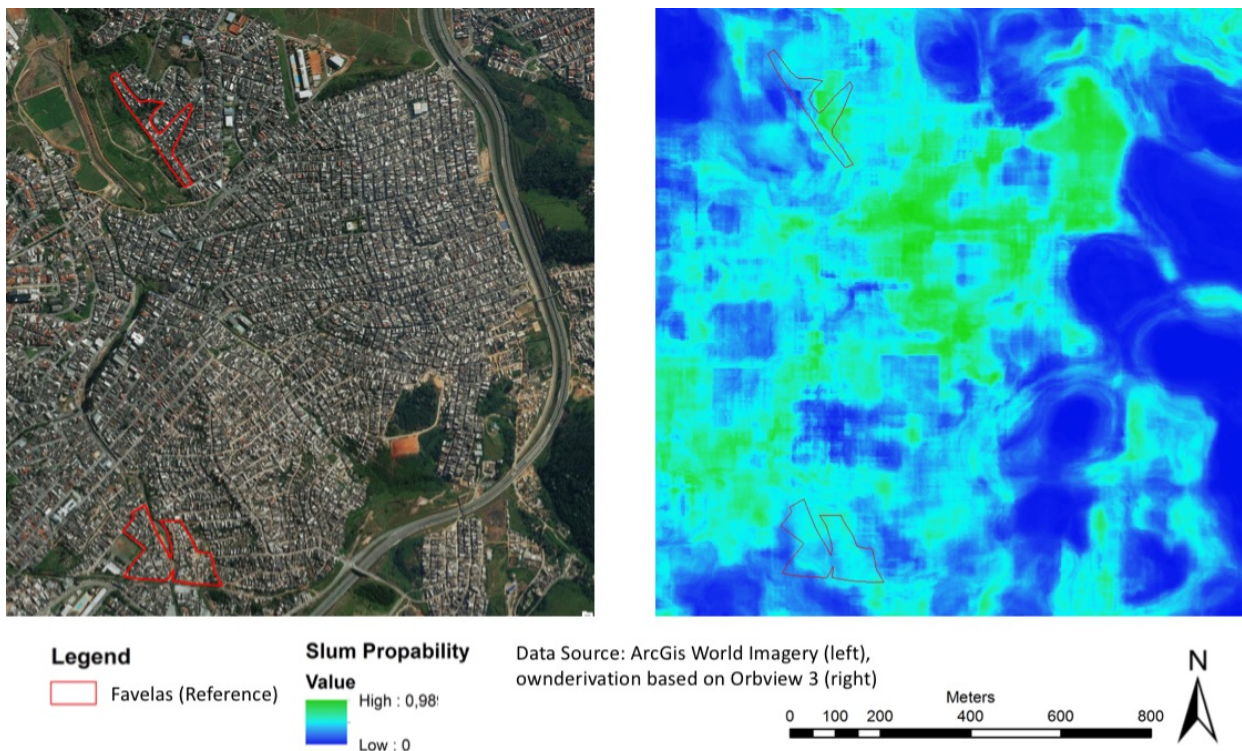 Legend
Favelas (Reference)
Slum Propability
Value
High : 0,98
Low : 0
Data Source: ArcGis World Imagery (left),
ownderivation based on Orbview 3 (right)
Meters
0 100 200 400 600 800
N